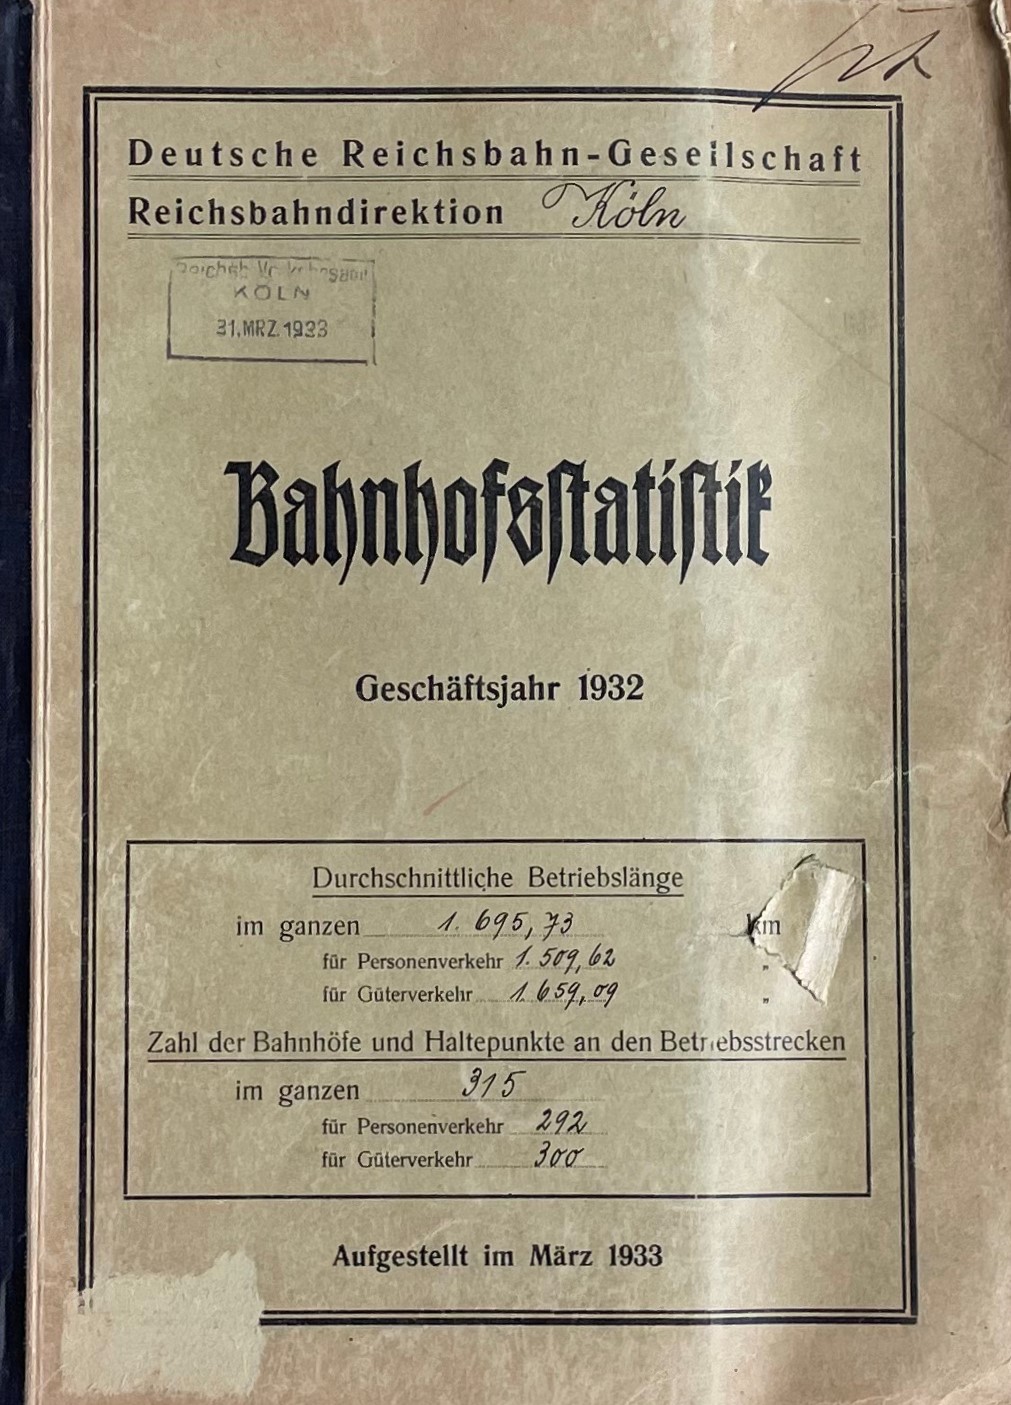 Deutsche Reichsbahn-Gesellschaft
Reichsbahndirektion Köln
KÖLN
31. MRZ. 1933
Bahnhofsstatistik
Geschäftsjahr 1932
Durchschnittliche Betriebslänge
im ganzen 1.695,73 km
für Personenverkehr 1.509,62 "
für Güterverkehr 1.659,09 "
Zahl der Bahnhöfe und Haltepunkte an den Betriebsstrecken
im ganzen 315
für Personenverkehr 292
für Güterverkehr 300
Aufgestellt im März 1933